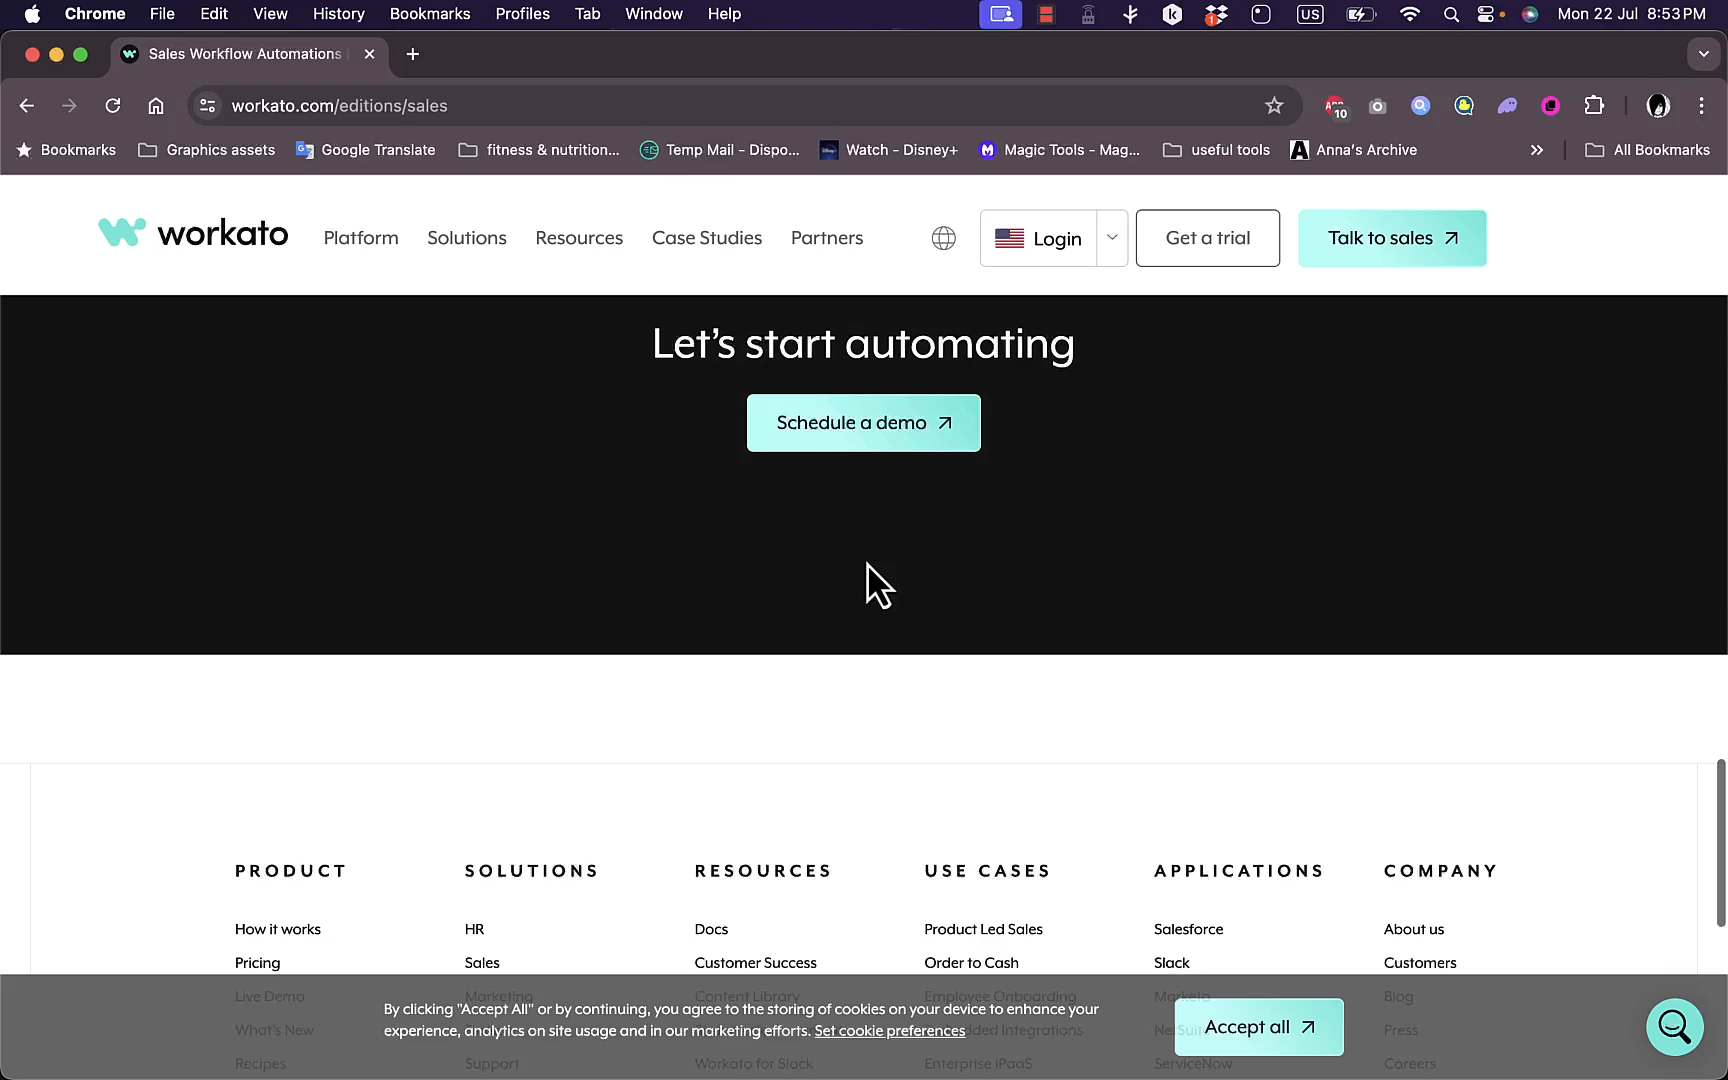 Chrome File Edit View History Bookmarks Profiles Tab Window Help US Mon 22 Jul 8:53 PM
Sales Workflow Automations
workato.com/editions/sales 10
Bookmarks Graphics assets Google Translate fitness & nutrition... Temp Mail - Dispo... Watch - Disney+ Magic Tools - Mag... useful tools Anna's Archive All Bookmarks
workato Platform Solutions Resources Case Studies Partners Login Get a trial Talk to sales
Let's start automating
Schedule a demo
PRODUCT SOLUTIONS RESOURCES USE CASES APPLICATIONS COMPANY
How it works HR Docs Product Led Sales Salesforce About us
Pricing Sales Customer Success Order to Cash Slack Customers
Live Demo Marketing Content Library Employee Onboarding Marketo Blog
By clicking "Accept All" or by continuing, you agree to the storing of cookies on your device to enhance your
experience, analytics on site usage and in our marketing efforts. Set cookie preferences
Accept all
What's New Press
Recipes Support Workato for Slack Enterprise iPaaS ServiceNow Careers